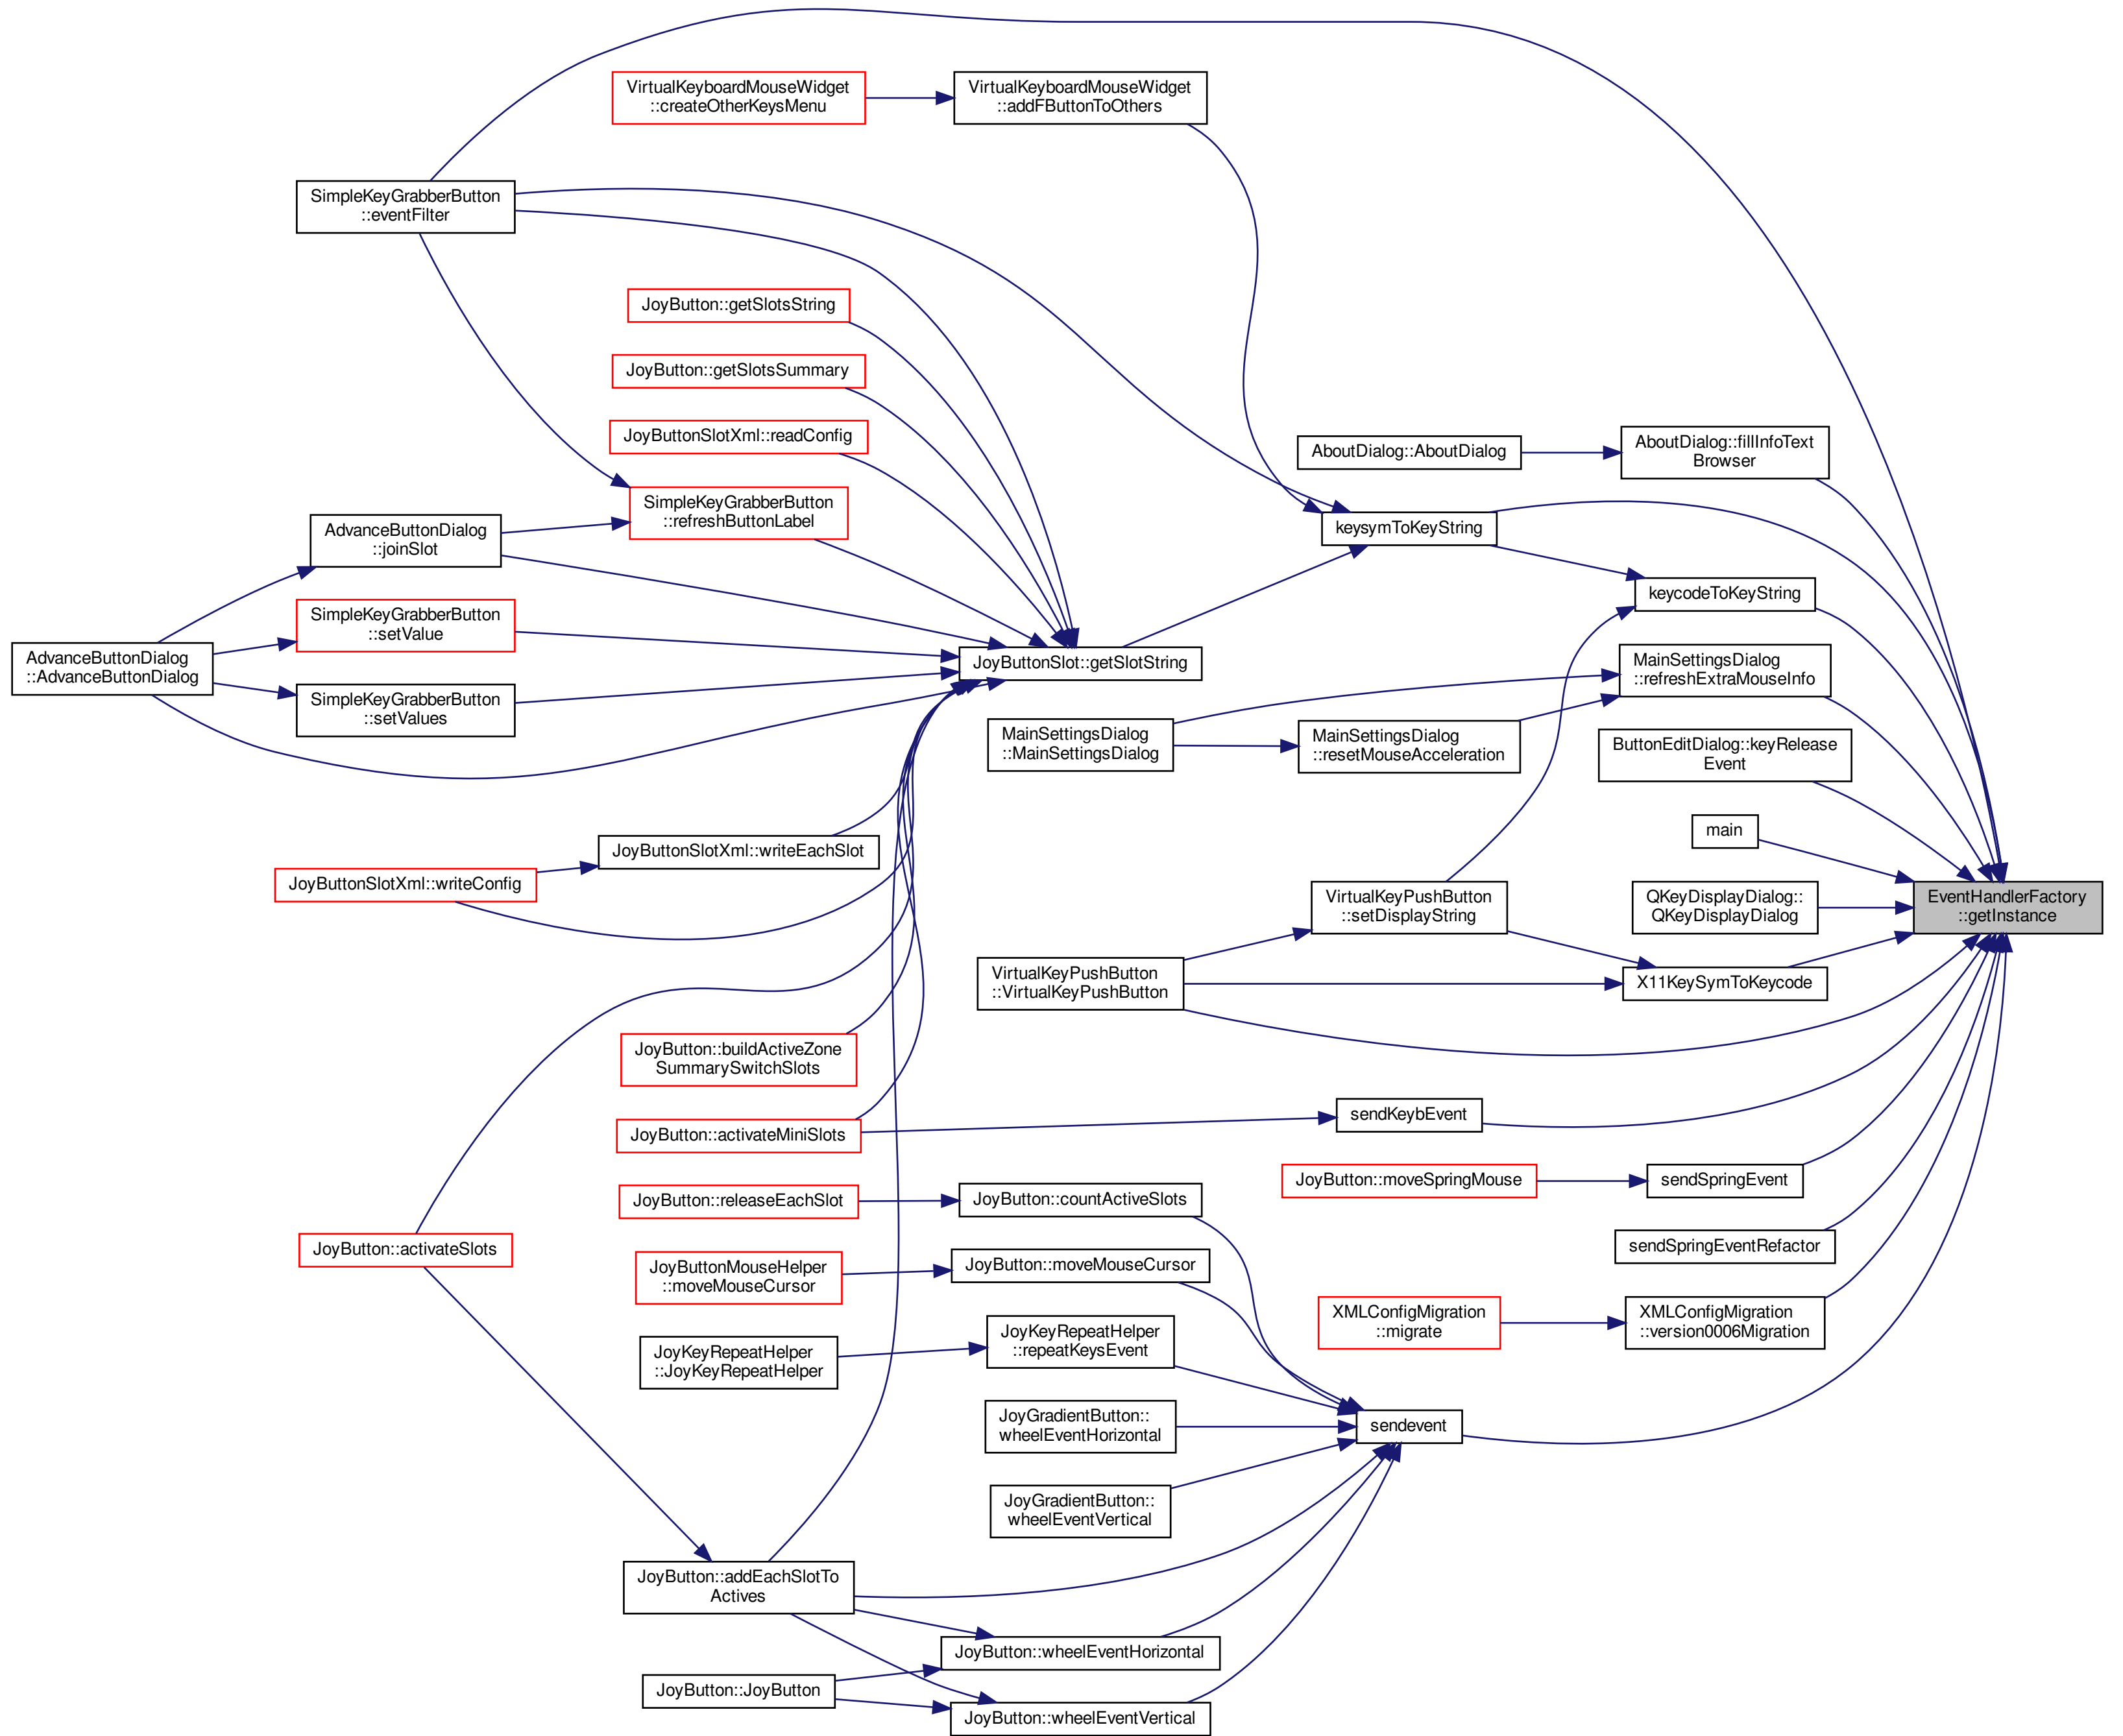 VirtualKeyboardMouseWidget
::createOtherKeysMenu
VirtualKeyboardMouseWidget
::addFButtonToOthers
SimpleKeyGrabberButton
::eventFilter
JoyButton::getSlotsString
JoyButton::getSlotsSummary
JoyButtonSlotXml::readConfig
AboutDialog::AboutDialog
AboutDialog::fillInfoText
Browser
SimpleKeyGrabberButton
::refreshButtonLabel
AdvanceButtonDialog
::joinSlot
keysymToKeyString
keycodeToKeyString
SimpleKeyGrabberButton
::setValue
AdvanceButtonDialog
::AdvanceButtonDialog
JoyButtonSlot::getSlotString
MainSettingsDialog
::refreshExtraMouseInfo
SimpleKeyGrabberButton
::setValues
MainSettingsDialog
::MainSettingsDialog
MainSettingsDialog
::resetMouseAcceleration
ButtonEditDialog::keyRelease
Event
main
JoyButtonSlotXml::writeEachSlot
JoyButtonSlotXml::writeConfig
VirtualKeyPushButton
::setDisplayString
QKeyDisplayDialog::
QKeyDisplayDialog
EventHandlerFactory
::getInstance
VirtualKeyPushButton
::VirtualKeyPushButton
X11KeySymToKeycode
JoyButton::buildActiveZone
SummarySwitchSlots
sendKeybEvent
JoyButton::activateMiniSlots
JoyButton::moveSpringMouse
sendSpringEvent
JoyButton::releaseEachSlot
JoyButton::countActiveSlots
JoyButton::activateSlots
sendSpringEventRefactor
JoyButtonMouseHelper
::moveMouseCursor
JoyButton::moveMouseCursor
XMLConfigMigration
::migrate
XMLConfigMigration
::version0006Migration
JoyKeyRepeatHelper
::JoyKeyRepeatHelper
JoyKeyRepeatHelper
::repeatKeysEvent
JoyGradientButton::
wheelEventHorizontal
sendevent
JoyGradientButton::
wheelEventVertical
JoyButton::addEachSlotTo
Actives
JoyButton::wheelEventHorizontal
JoyButton::JoyButton
JoyButton::wheelEventVertical